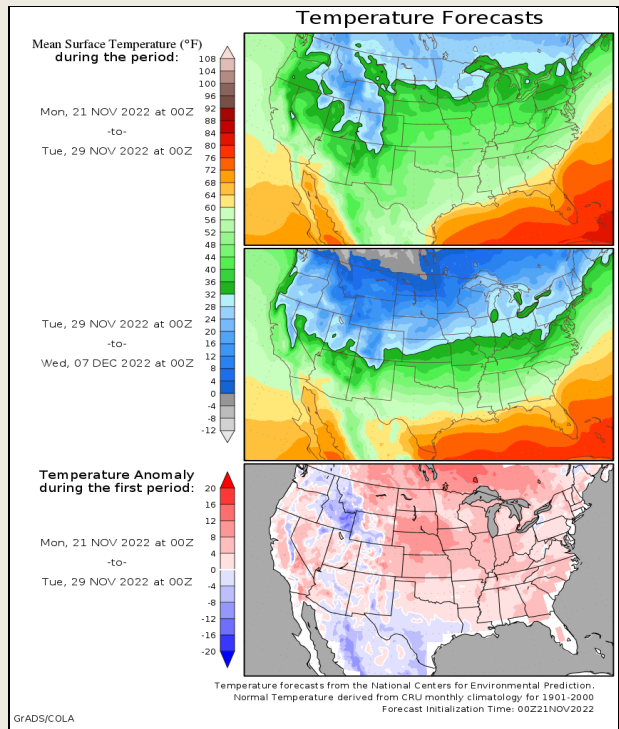 Temperature Forecasts
Mean Surface Temperature (°F)
during the period:
Mon, 21 NOV 2022 at 00Z
-to-
Tue, 29 NOV 2022 at 00Z
108
104
100
96
92
88
84
80
76
72
68
64
60
56
52
48
44
40
36
32
28
24
20
16
12
8
4
0
-4
-8
-12
Tue, 29 NOV 2022 at 00Z
-to-
Wed, 07 DEC 2022 at 00Z
Temperature Anomaly
during the first period:
Mon, 21 NOV 2022 at 00Z
-to-
Tue, 29 NOV 2022 at 00Z
20
16
12
8
4
0
-4
-8
-12
-16
-20
Temperature forecasts from the National Centers for Environmental Prediction.
Normal Temperature derived from CRU monthly climatology for 1901-2000
Forecast Initialization Time: 00Z21NOV2022
GrADS/COLA